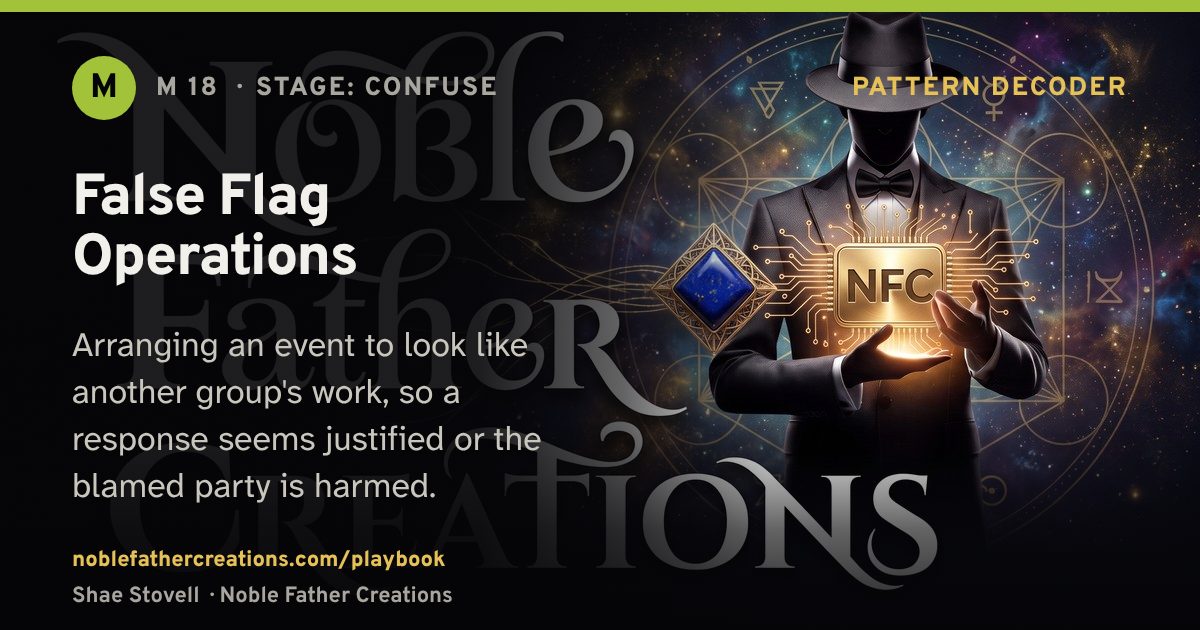 M
M 18 · STAGE: CONFUSE
PATTERN DECODER
False Flag
Operations
Arranging an event to look like
another group's work, so a
response seems justified or the
blamed party is harmed.
noblefathercreations.com/playbook
Shae Stovell · Noble Father Creations
Noble
Father
Creations
NFC